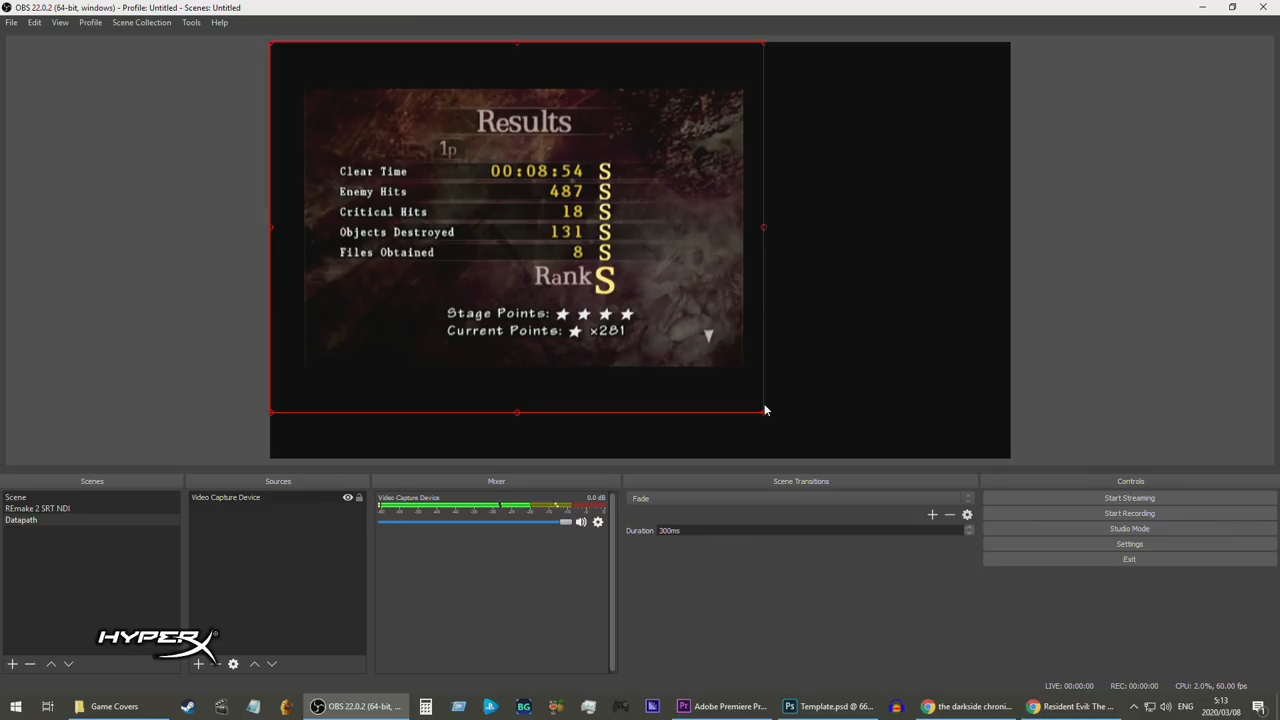 OBS 22.0.2 (64-bit, windows) - Profile: Untitled - Scenes: Untitled
File Edit View Profile Scene Collection Tools Help
Results
1p
Clear Time 00:08:54 S
Enemy Hits 487 S
Critical Hits 18 S
Objects Destroyed 131 S
Files Obtained 8 S
Rank S
Stage Points: ★ ★ ★ ★
Current Points: ★ x281
Scenes Sources Mixer Scene Transitions Controls
Scene
REmake 2 SRT NDI
Datapath
Video Capture Device
Video Capture Device 0.0 dB
Fade
Duration 300ms
Start Streaming
Start Recording
Studio Mode
Settings
Exit
HYPERX
LIVE: 00:00:00 REC: 00:00:00 CPU: 2.0%, 60.00 fps
Game Covers
OBS 22.0.2 (64-bit, ...
BG
Adobe Premiere Pr...
Template.psd @ 66...
the darkside chroni...
Resident Evil: The ...
ENG
5:13
2020/03/08